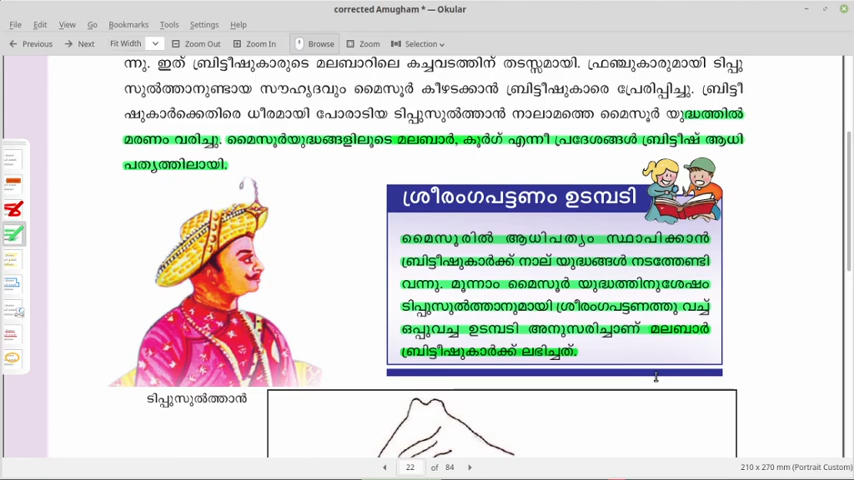 corrected Amugham * — Okular
File Edit View Go Bookmarks Tools Settings Help
Previous Next Fit Width Zoom Out Zoom In Browse Zoom Selection
ന്നു. ഇത് ബ്രിട്ടീഷുകാരുടെ മലബാറിലെ കച്ചവടത്തിന് തടസ്സമായി. ഫ്രഞ്ചുകാരുമായി ടിപ്പു
സുൽത്താനുണ്ടായ സൗഹൃദവും മൈസൂർ കീഴടക്കാൻ ബ്രിട്ടീഷുകാരെ പ്രേരിപ്പിച്ചു. ബ്രിട്ടീ
ഷുകാർക്കെതിരെ ധീരമായി പോരാടിയ ടിപ്പുസുൽത്താൻ നാലാമത്തെ മൈസൂർ യുദ്ധത്തിൽ
മരണം വരിച്ചു. മൈസൂർയുദ്ധങ്ങളിലൂടെ മലബാർ, കൂർഗ് എന്നീ പ്രദേശങ്ങൾ ബ്രിട്ടീഷ് ആധി
പത്യത്തിലായി.
ശ്രീരംഗപട്ടണം ഉടമ്പടി
മൈസൂരിൽ ആധിപത്യം സ്ഥാപിക്കാൻ
ബ്രിട്ടീഷുകാർക്ക് നാല് യുദ്ധങ്ങൾ നടത്തേണ്ടി
വന്നു. മൂന്നാം മൈസൂർ യുദ്ധത്തിനുശേഷം
ടിപ്പുസുൽത്താനുമായി ശ്രീരംഗപട്ടണത്തു വച്ച്
ഒപ്പുവച്ച ഉടമ്പടി അനുസരിച്ചാണ് മലബാർ
ബ്രിട്ടീഷുകാർക്ക് ലഭിച്ചത്.
ടിപ്പുസുൽത്താൻ
22 of 84
210 x 270 mm (Portrait Custom)